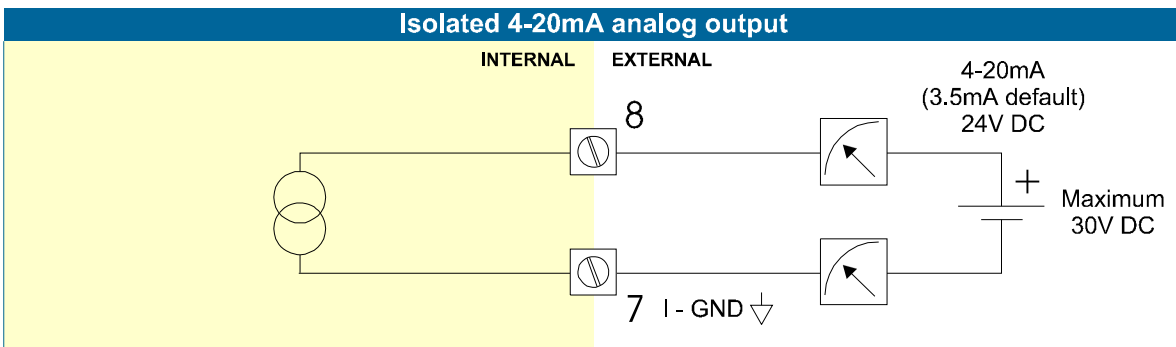 Isolated 4-20mA analog output
INTERNAL EXTERNAL
4-20mA
(3.5mA default)
24V DC
8
+
Maximum
30V DC
7 I - GND